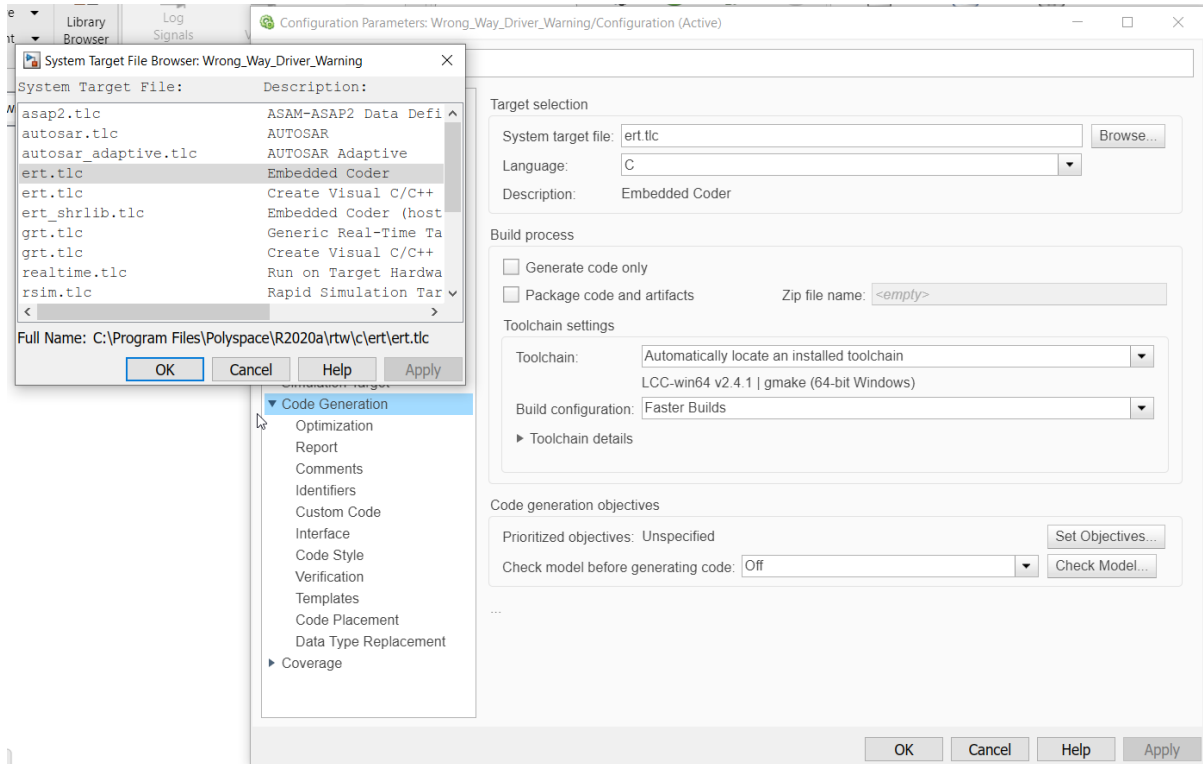 Library
Browser
Log
Signals
Configuration Parameters: Wrong_Way_Driver_Warning/Configuration (Active)
System Target File Browser: Wrong_Way_Driver_Warning
System Target File: Description:
asap2.tlc ASAM-ASAP2 Data Defi
autosar.tlc AUTOSAR
autosar_adaptive.tlc AUTOSAR Adaptive
ert.tlc Embedded Coder
ert.tlc Create Visual C/C++
ert_shrlib.tlc Embedded Coder (host
grt.tlc Generic Real-Time Ta
grt.tlc Create Visual C/C++
realtime.tlc Run on Target Hardwa
rsim.tlc Rapid Simulation Tar
Full Name: C:\Program Files\Polyspace\R2020a\rtw\c\ert\ert.tlc
OK Cancel Help Apply
Simulation Target
Code Generation
Optimization
Report
Comments
Identifiers
Custom Code
Interface
Code Style
Verification
Templates
Code Placement
Data Type Replacement
Coverage
Target selection
System target file: ert.tlc Browse...
Language: C
Description: Embedded Coder
Build process
Generate code only
Package code and artifacts Zip file name: <empty>
Toolchain settings
Toolchain: Automatically locate an installed toolchain
LCC-win64 v2.4.1 | gmake (64-bit Windows)
Build configuration: Faster Builds
Toolchain details
Code generation objectives
Prioritized objectives: Unspecified Set Objectives...
Check model before generating code: Off Check Model...
...
OK Cancel Help Apply